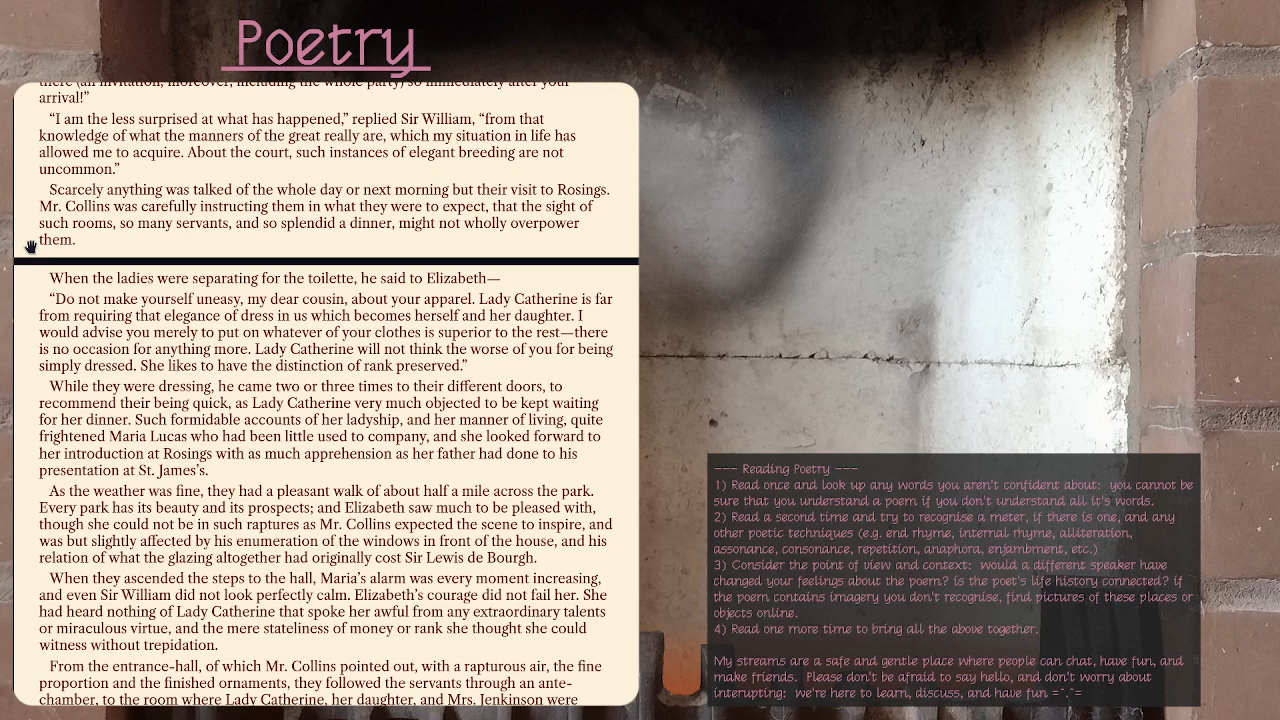 Poetry
there (an invitation, moreover, including the whole party) so immediately after your
arrival!”
“I am the less surprised at what has happened,” replied Sir William, “from that
knowledge of what the manners of the great really are, which my situation in life has
allowed me to acquire. About the court, such instances of elegant breeding are not
uncommon.”
Scarcely anything was talked of the whole day or next morning but their visit to Rosings.
Mr. Collins was carefully instructing them in what they were to expect, that the sight of
such rooms, so many servants, and so splendid a dinner, might not wholly overpower
them.
When the ladies were separating for the toilette, he said to Elizabeth—
“Do not make yourself uneasy, my dear cousin, about your apparel. Lady Catherine is far
from requiring that elegance of dress in us which becomes herself and her daughter. I
would advise you merely to put on whatever of your clothes is superior to the rest—there
is no occasion for anything more. Lady Catherine will not think the worse of you for being
simply dressed. She likes to have the distinction of rank preserved.”
While they were dressing, he came two or three times to their different doors, to
recommend their being quick, as Lady Catherine very much objected to be kept waiting
for her dinner. Such formidable accounts of her ladyship, and her manner of living, quite
frightened Maria Lucas who had been little used to company, and she looked forward to
her introduction at Rosings with as much apprehension as her father had done to his
presentation at St. James’s.
As the weather was fine, they had a pleasant walk of about half a mile across the park.
Every park has its beauty and its prospects; and Elizabeth saw much to be pleased with,
though she could not be in such raptures as Mr. Collins expected the scene to inspire, and
was but slightly affected by his enumeration of the windows in front of the house, and his
relation of what the glazing altogether had originally cost Sir Lewis de Bourgh.
When they ascended the steps to the hall, Maria’s alarm was every moment increasing,
and even Sir William did not look perfectly calm. Elizabeth’s courage did not fail her. She
had heard nothing of Lady Catherine that spoke her awful from any extraordinary talents
or miraculous virtue, and the mere stateliness of money or rank she thought she could
witness without trepidation.
From the entrance-hall, of which Mr. Collins pointed out, with a rapturous air, the fine
proportion and the finished ornaments, they followed the servants through an ante-
chamber, to the room where Lady Catherine, her daughter, and Mrs. Jenkinson were
--- Reading Poetry ---
1) Read once and look up any words you aren't confident about: you cannot be
sure that you understand a poem if you don't understand all it's words.
2) Read a second time and try to recognise a meter, if there is one, and any
other poetic techniques (e.g. end rhyme, internal rhyme, alliteration,
assonance, consonance, repetition, anaphora, enjambment, etc.)
3) Consider the point of view and context: would a different speaker have
changed your feelings about the poem? is the poet's life history connected? if
the poem contains imagery you don't recognise, find pictures of these places or
objects online.
4) Read one more time to bring all the above together.
My streams are a safe and gentle place where people can chat, have fun, and
make friends. Please don't be afraid to say hello, and don't worry about
interupting: we're here to learn, discuss, and have fun =^.^=